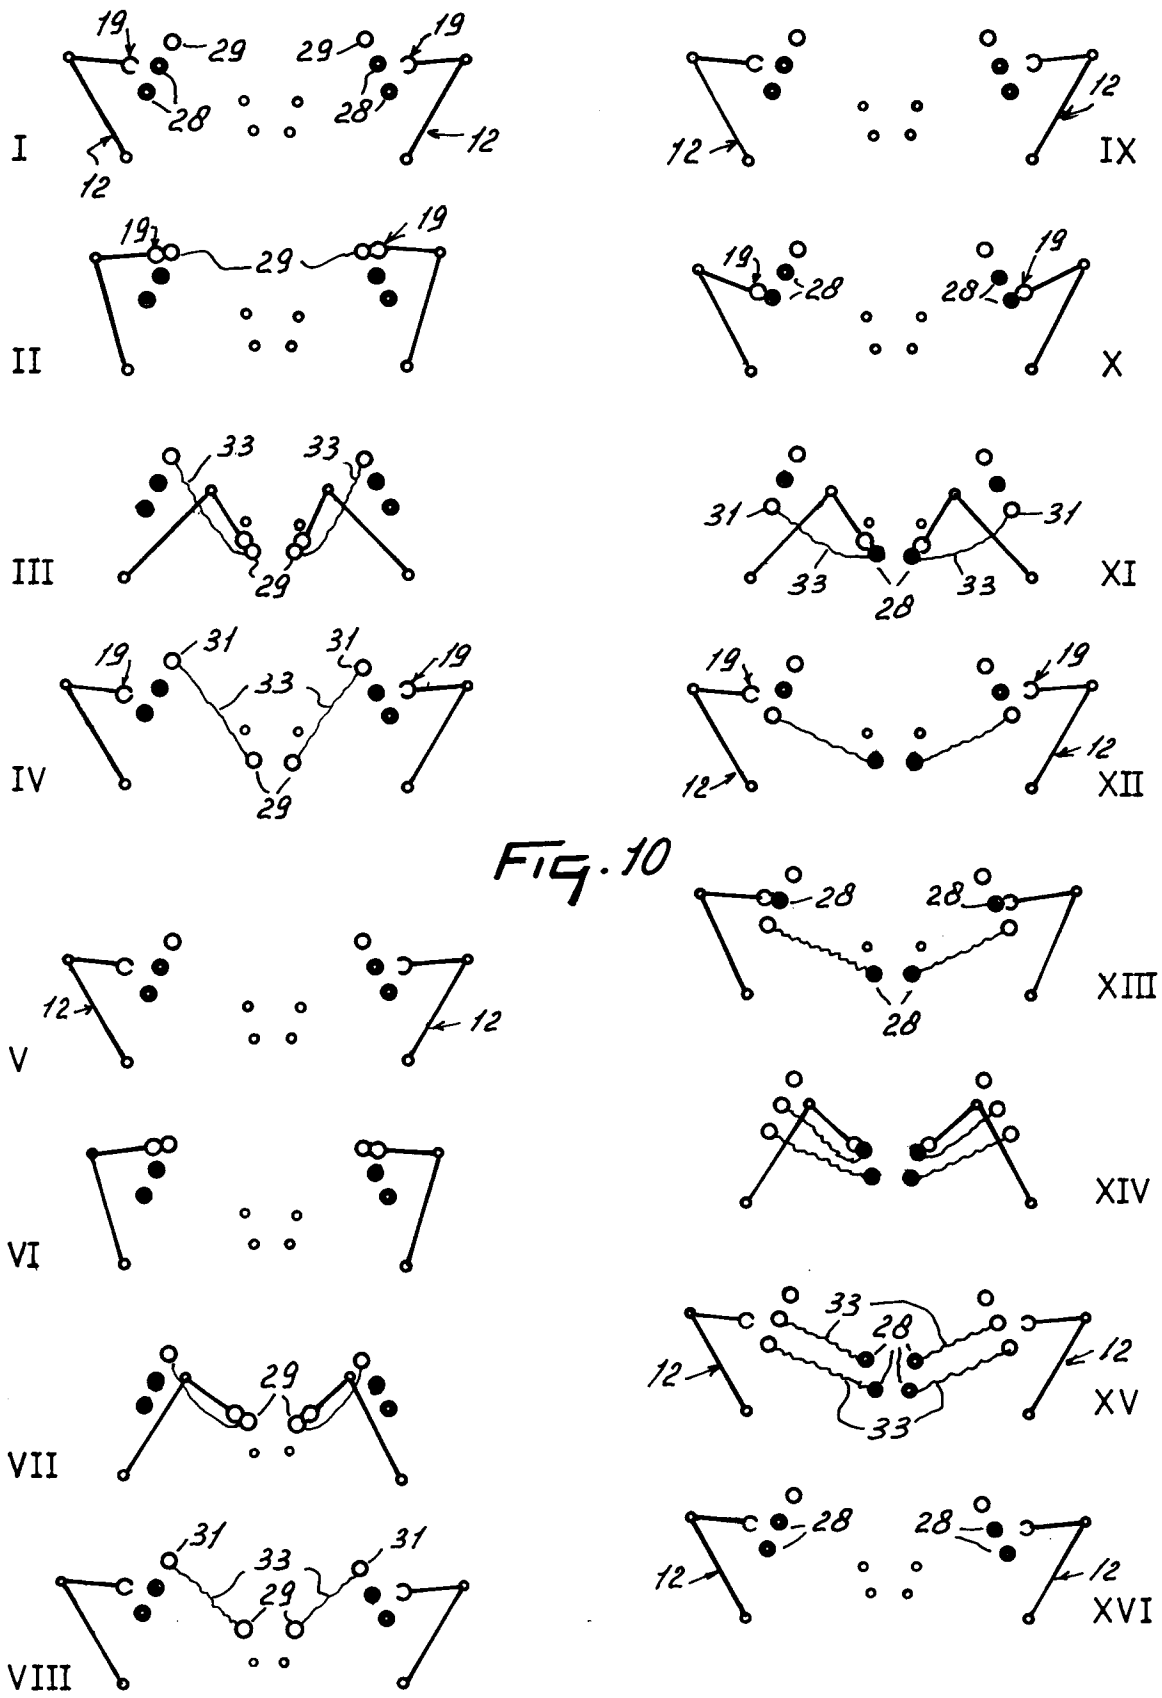 19 29 29 19
28 28
I 12 12
19 19
29
II
33 33
III 29
19 31 31 19
33
IV 29
Fig. 10
V 12 12
VI
29
VII
31 31
33
29
VIII
12 12 IX
19 19
28 28
X
31 31
33 33 XI
28
19 19
12 12 XII
28 28
XIII
28
XIV
33
28
12 12
33 XV
28 28
12 12 XVI